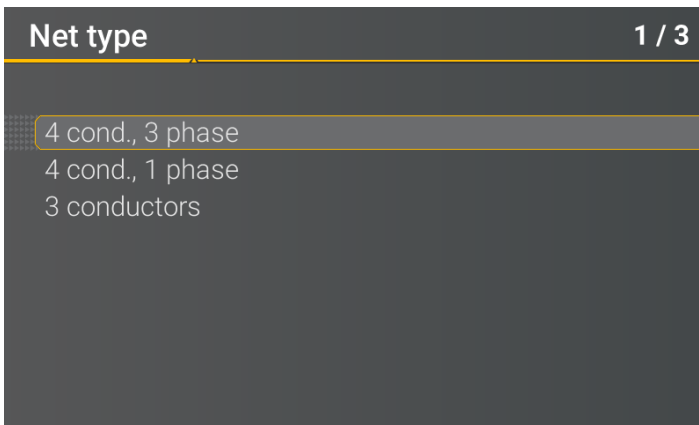 Net type
1 / 3
4 cond., 3 phase
4 cond., 1 phase
3 conductors